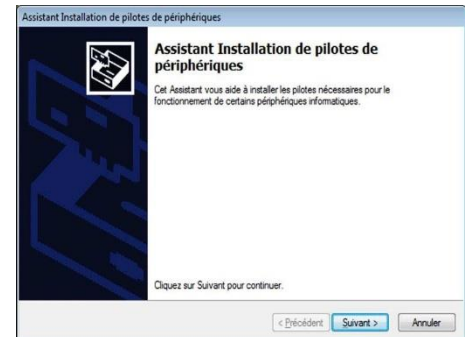 Assistant Installation de pilotes de périphériques
Assistant Installation de pilotes de
périphériques
Cet Assistant vous aide à installer les pilotes nécessaires pour le
fonctionnement de certains périphériques informatiques.
Cliquez sur Suivant pour continuer.
< Précédent Suivant > Annuler